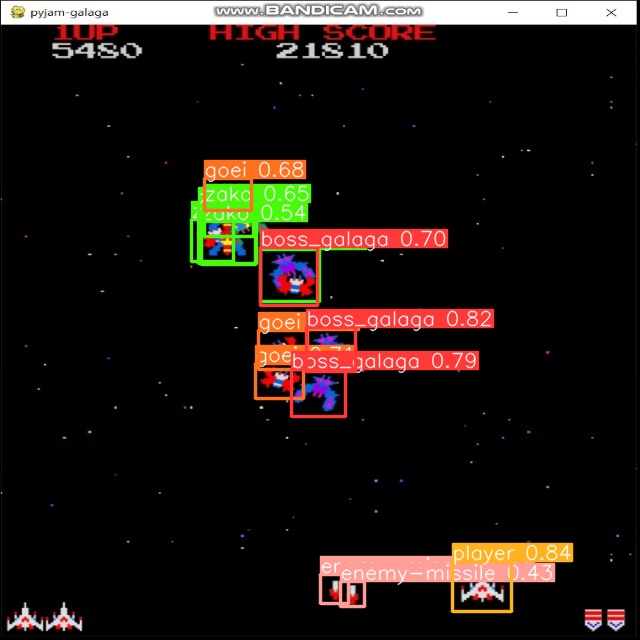 pyjam-galaga
WWW.BANDICAM.COM
1UP HIGH SCORE
5480 21810
goei 0.68
zako 0.65
zako 0.54
boss_galaga 0.70
goei
boss_galaga 0.82
goei
boss_galaga 0.79
player 0.84
enemy-missile 0.43